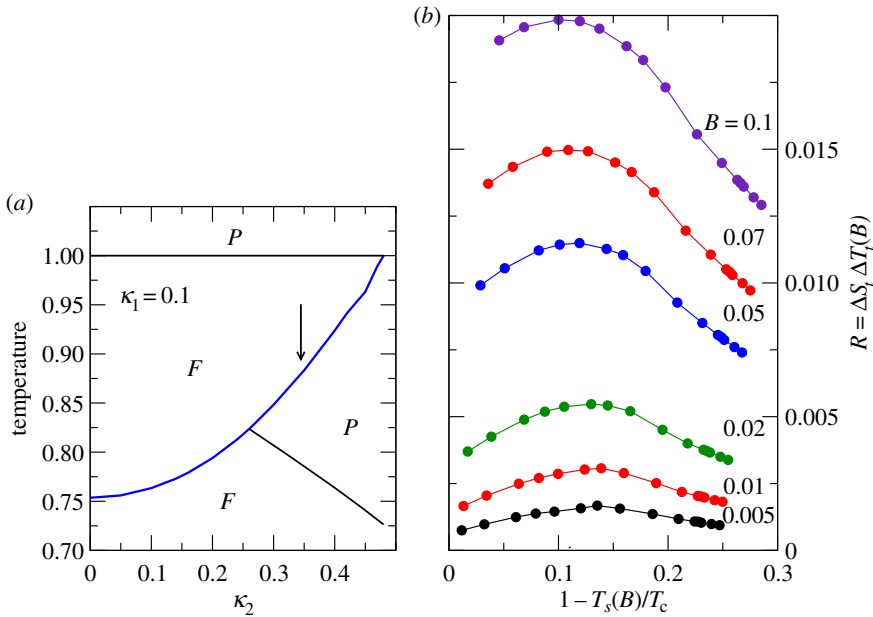 (a)
P
1.00
0.95
0.90
0.85
0.80
0.75
0.70
temperature
κ1 = 0.1
F
P
F
0 0.1 0.2 0.3 0.4
κ2
(b)
B = 0.1
0.07
0.05
0.02
0.01
0.005
0.015
0.010
0.005
0
R = ΔSt ΔTt(B)
0 0.1 0.2 0.3
1 – Ts(B)/Tc